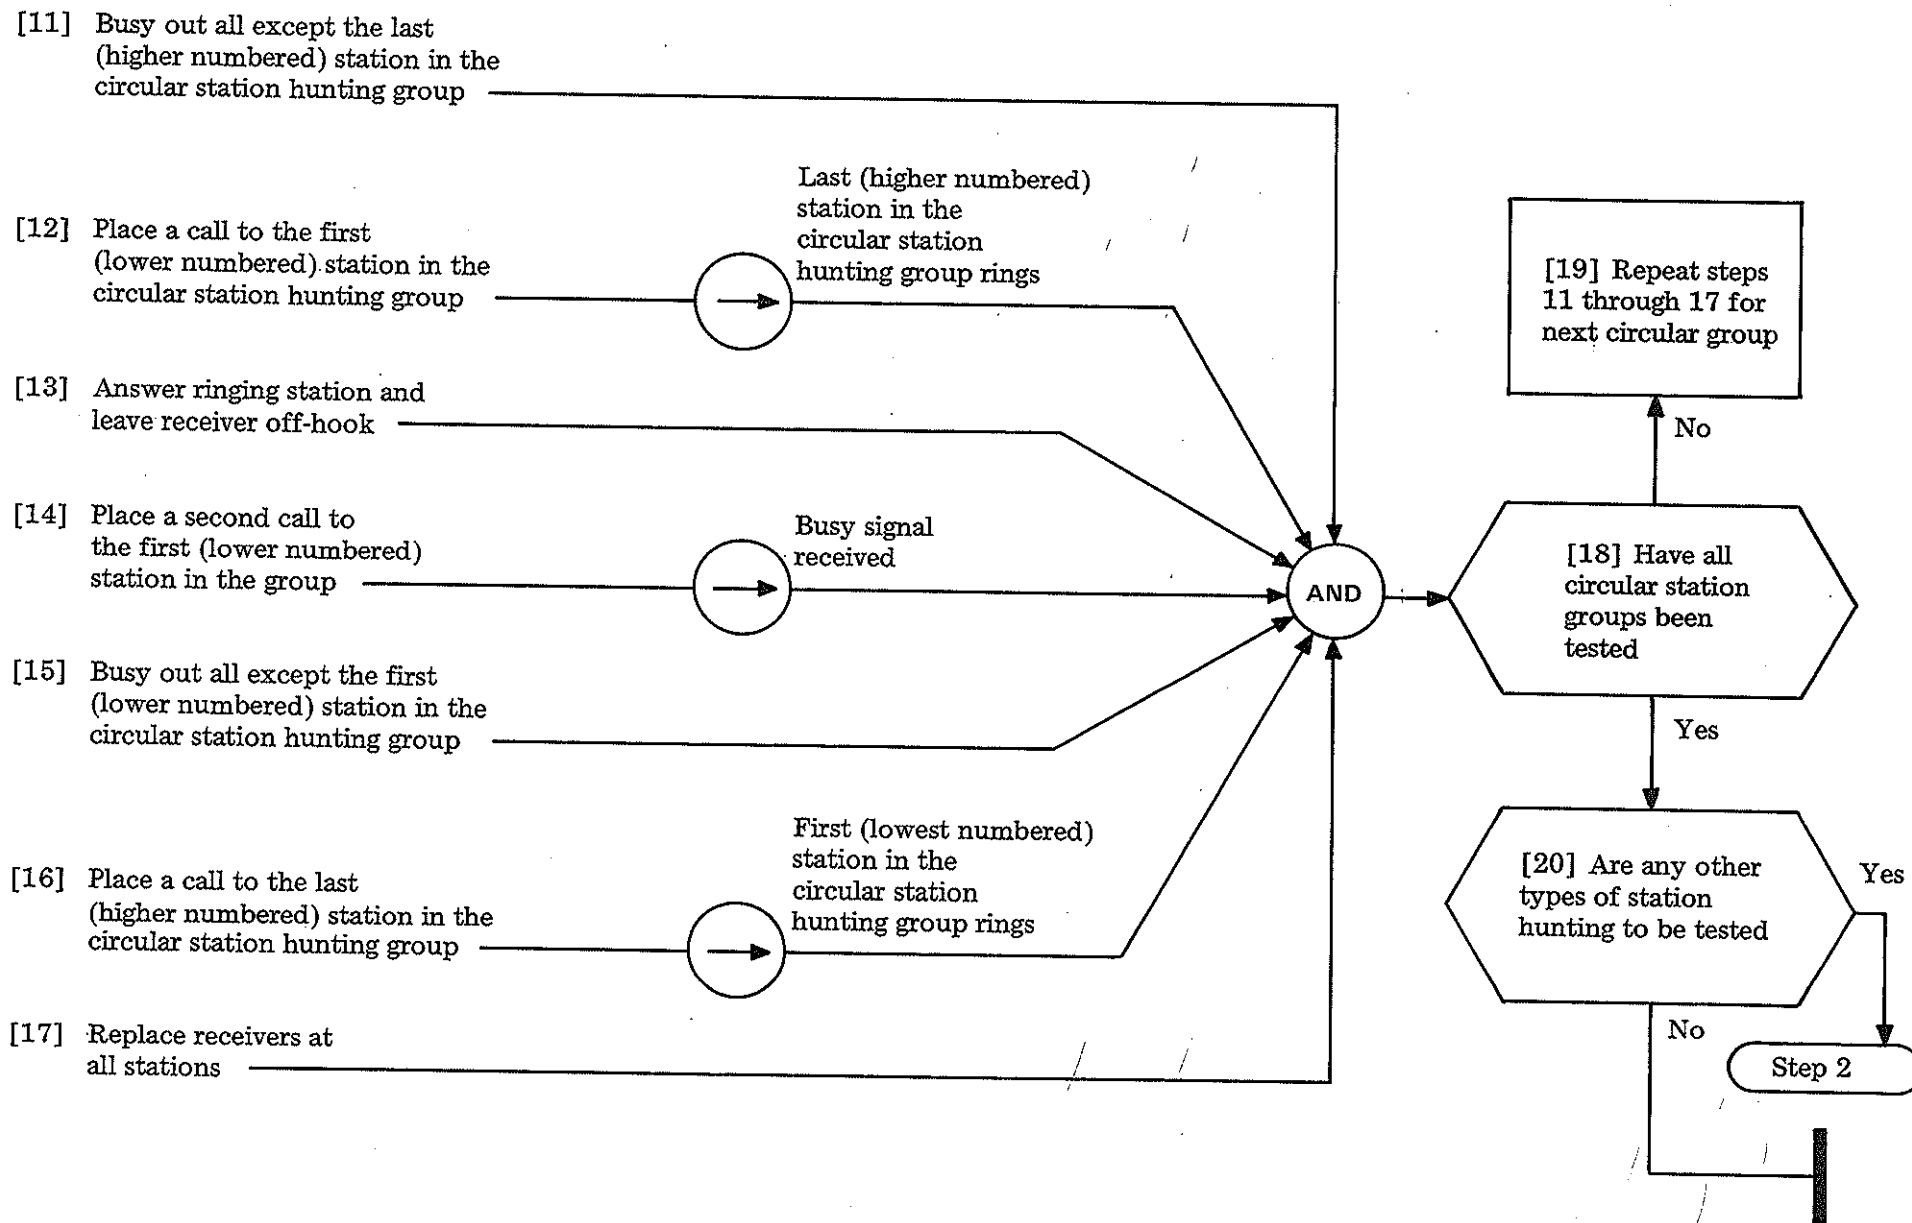 [11] Busy out all except the last
(higher numbered) station in the
circular station hunting group
[12] Place a call to the first
(lower numbered) station in the
circular station hunting group
Last (higher numbered)
station in the
circular station
hunting group rings
[13] Answer ringing station and
leave receiver off-hook
[14] Place a second call to
the first (lower numbered)
station in the group
Busy signal
received
[15] Busy out all except the first
(lower numbered) station in the
circular station hunting group
[16] Place a call to the last
(higher numbered) station in the
circular station hunting group
First (lowest numbered)
station in the
circular station
hunting group rings
[17] Replace receivers at
all stations
AND
[19] Repeat steps
11 through 17 for
next circular group
No
[18] Have all
circular station
groups been
tested
Yes
[20] Are any other
types of station
hunting to be tested
Yes
No
Step 2